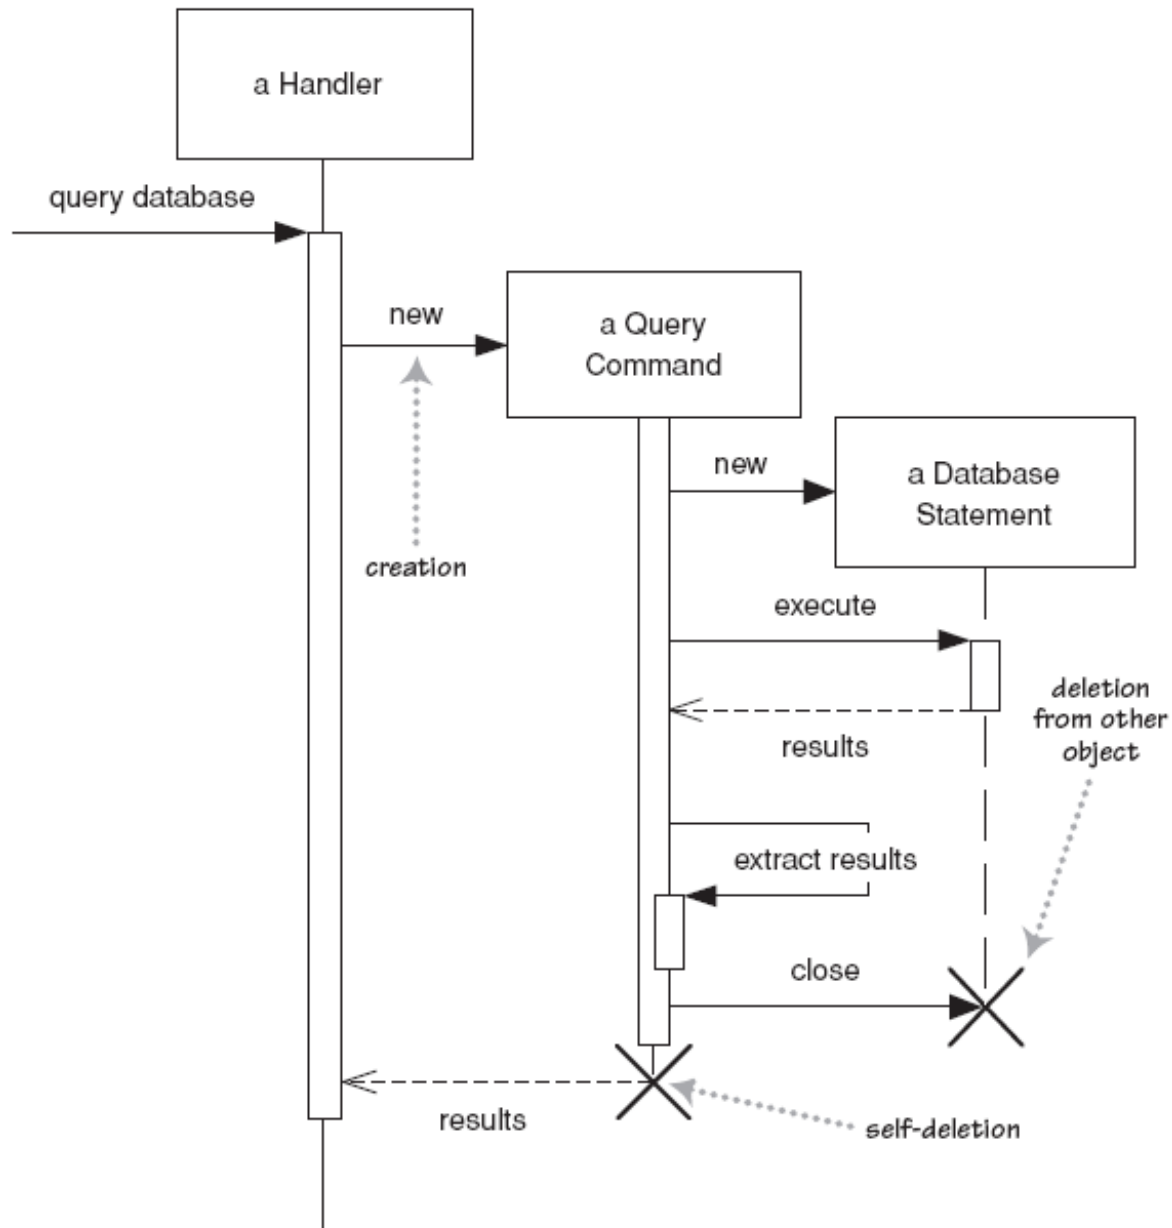 a Handler
query database
new
a Query
Command
new
a Database
Statement
creation
execute
deletion
from other
object
results
extract results
close
results
self-deletion